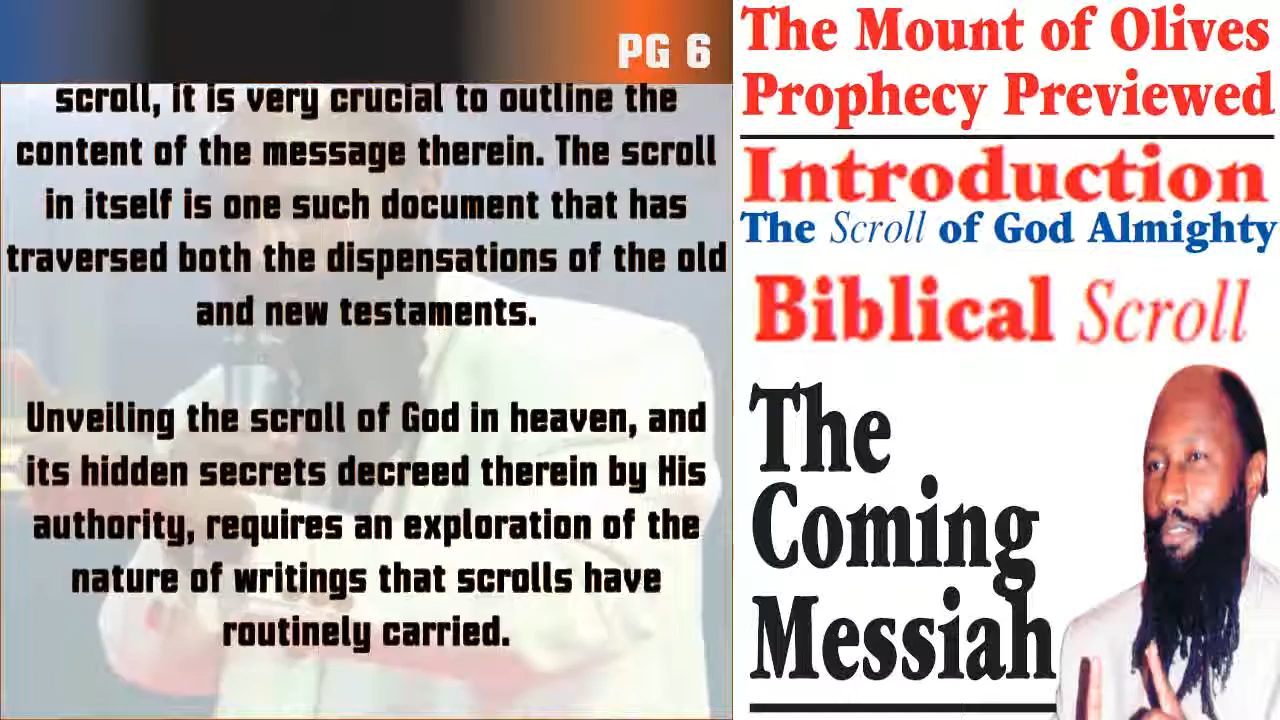 PG 6
scroll, it is very crucial to outline the
content of the message therein. The scroll
in itself is one such document that has
traversed both the dispensations of the old
and new testaments.
Unveiling the scroll of God in heaven, and
its hidden secrets decreed therein by His
authority, requires an exploration of the
nature of writings that scrolls have
routinely carried.
The Mount of Olives
Prophecy Previewed
Introduction
The Scroll of God Almighty
Biblical Scroll
The
Coming
Messiah